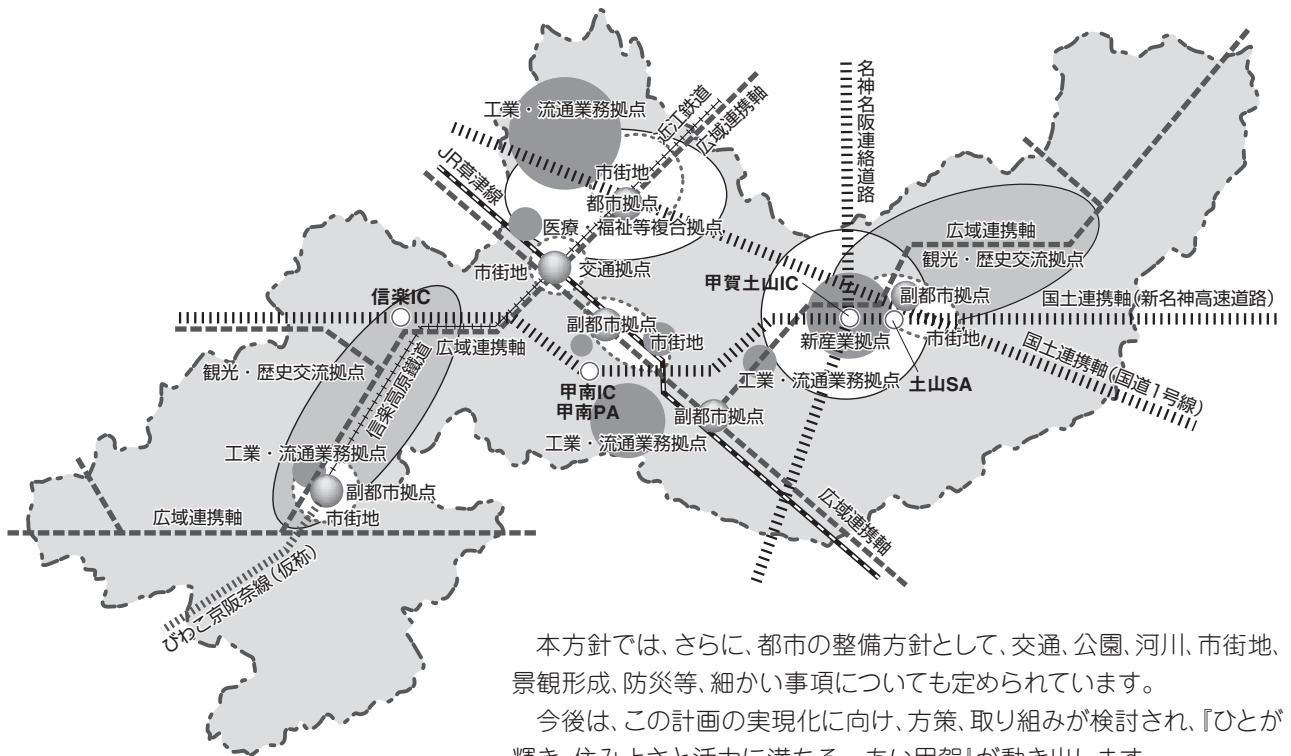 工業・流通業務拠点
近江鉄道
広域連携軸
名神名阪連絡道路
JR草津線
市街地
都市拠点
医療・福祉等複合拠点
市街地
交通拠点
広域連携軸
観光・歴史交流拠点
甲賀土山IC
信楽IC
副都市拠点
国土連携軸(新名神高速道路)
副都市拠点
市街地
新産業拠点
市街地
広域連携軸
国土連携軸(国道1号線)
観光・歴史交流拠点
信楽高原鐵道
工業・流通業務拠点
土山SA
甲南IC
甲南PA
副都市拠点
工業・流通業務拠点
工業・流通業務拠点
副都市拠点
市街地
広域連携軸
広域連携軸
びわこ京阪奈線(仮称)
本方針では、さらに、都市の整備方針として、交通、公園、河川、市街地、
景観形成、防災等、細かい事項についても定められています。
今後は、この計画の実現化に向け、方策、取り組みが検討され、『ひとが